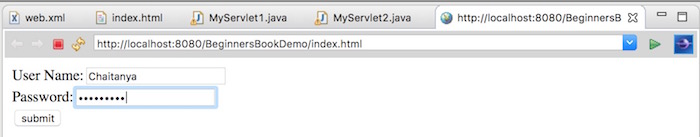 web.xml index.html MyServlet1.java MyServlet2.java http://localhost:8080/BeginnersB
http://localhost:8080/BeginnersBookDemo/index.html
User Name: Chaitanya
Password: •••••••••
submit